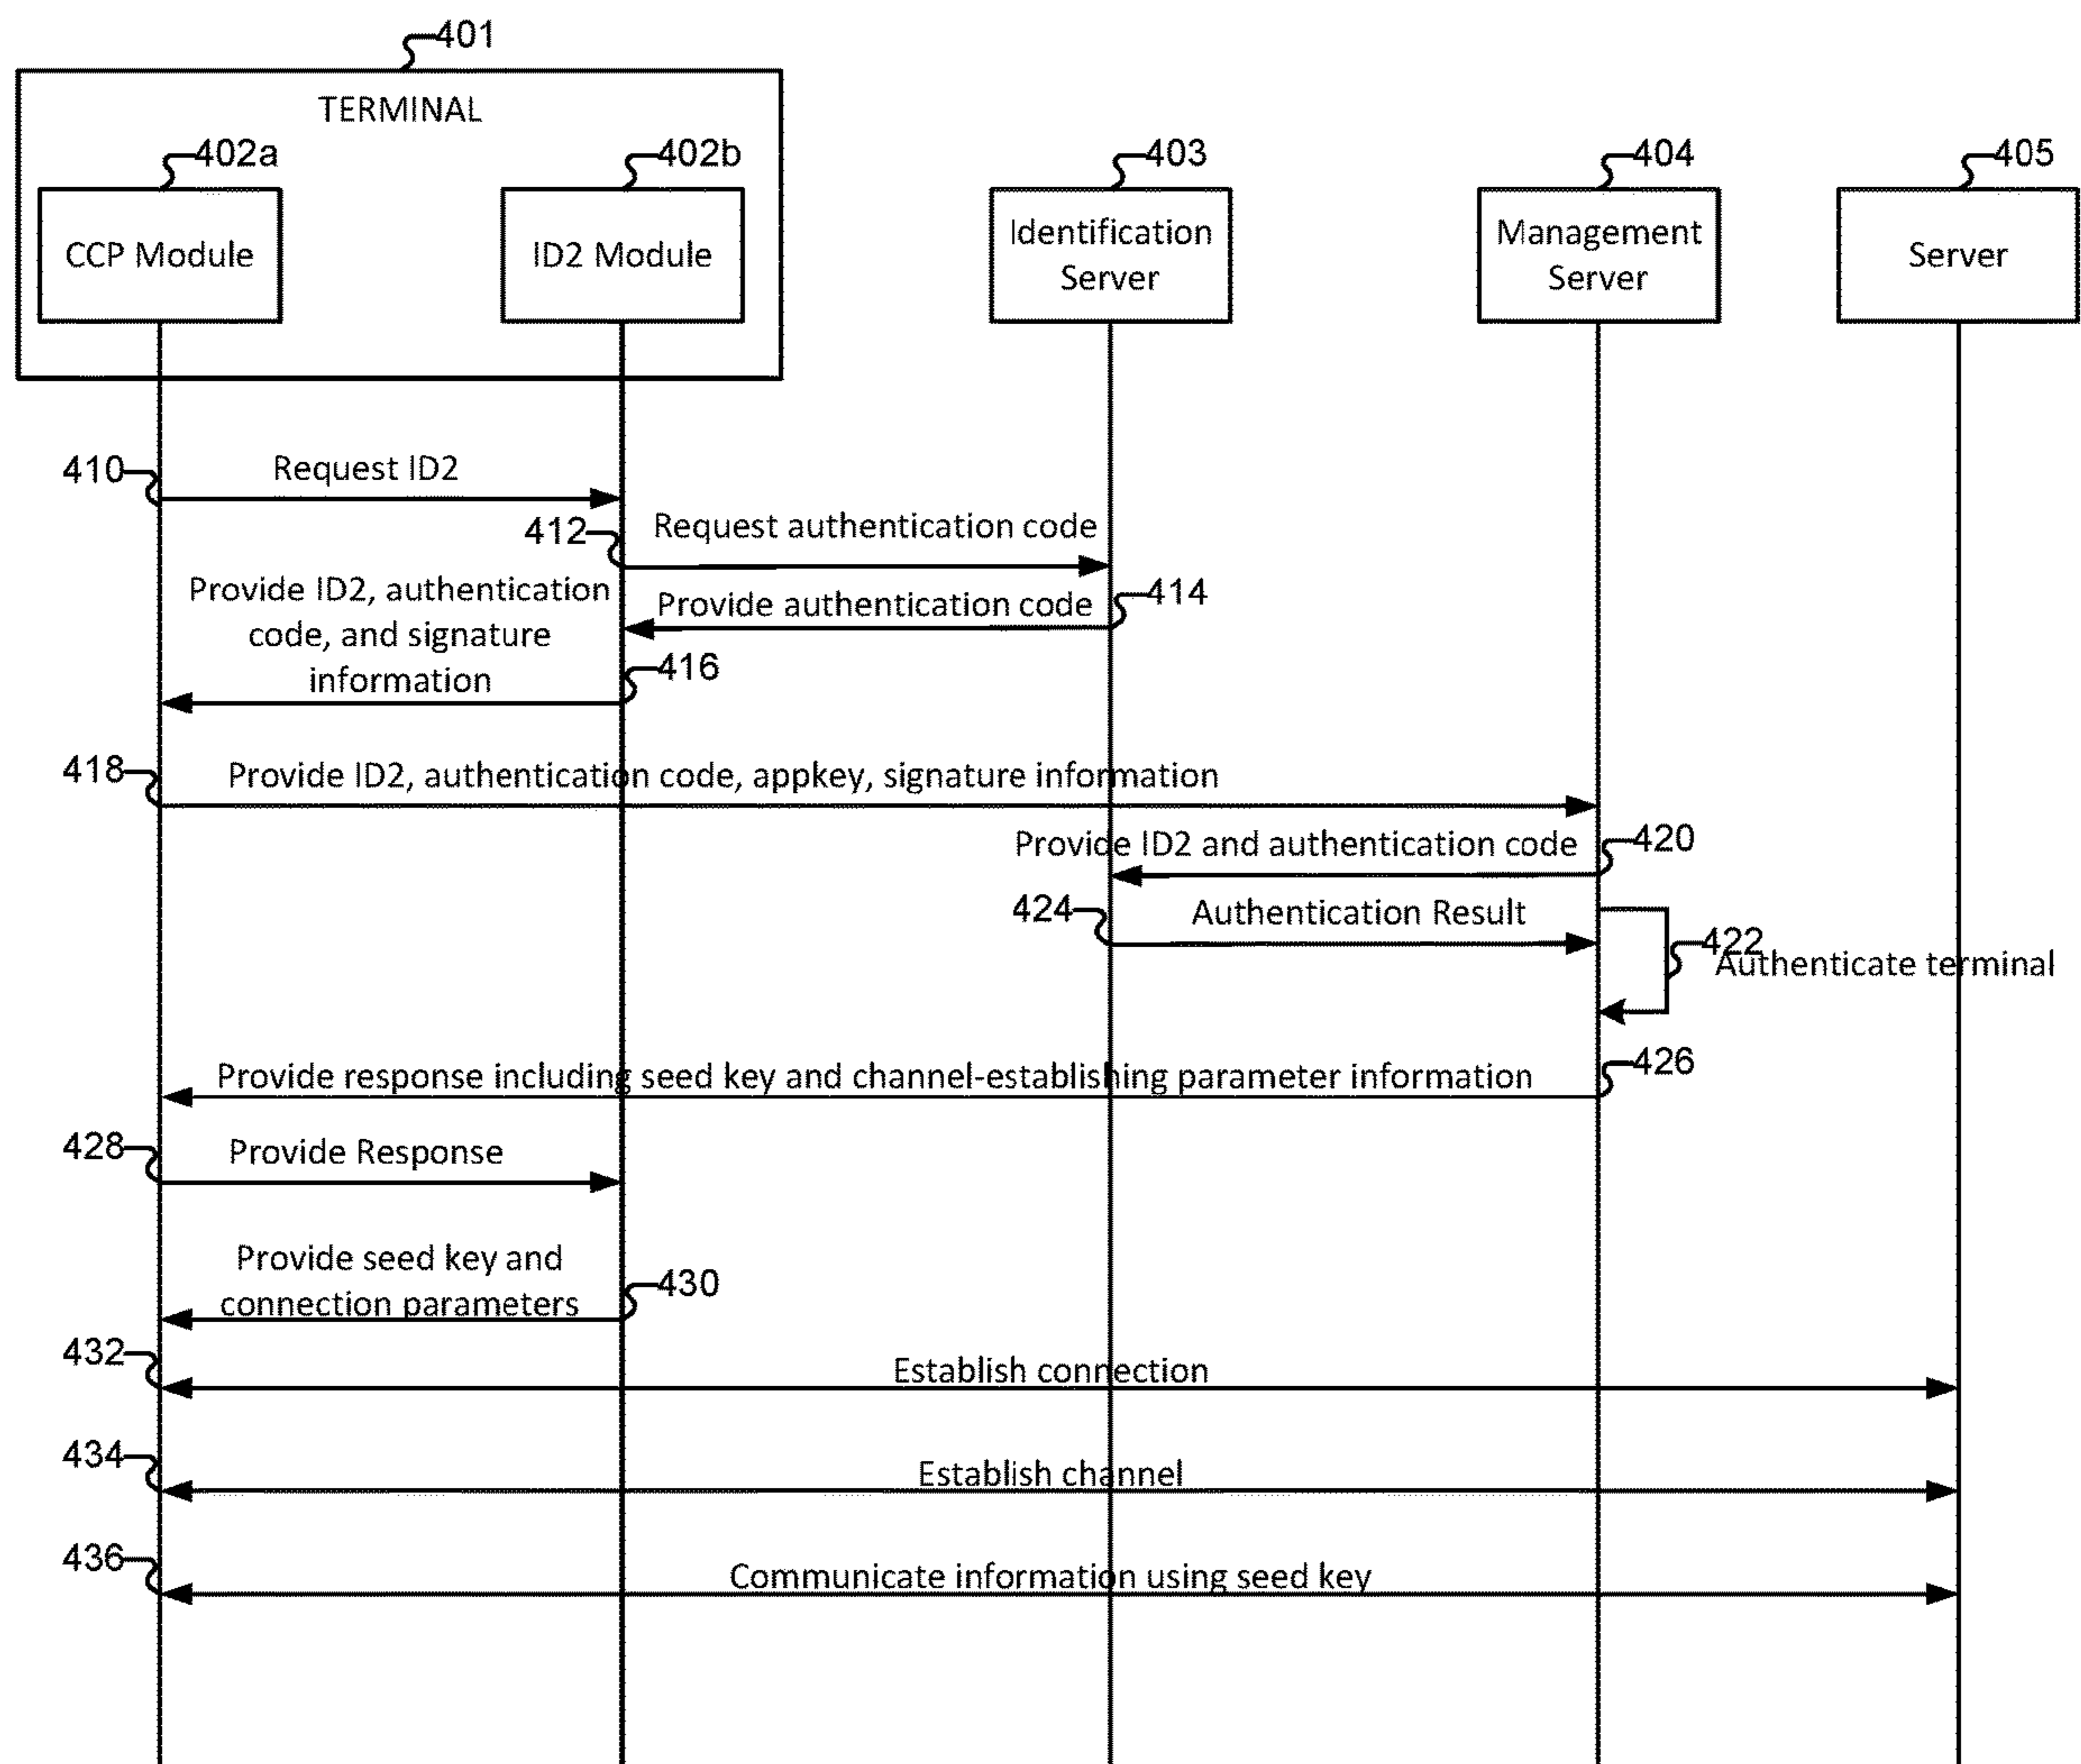 401
TERMINAL
402a
402b
403
404
405
CCP Module
ID2 Module
Identification
Server
Management
Server
Server
410
Request ID2
412
Request authentication code
Provide ID2, authentication
code, and signature
information
Provide authentication code
414
416
418
Provide ID2, authentication code, appkey, signature information
Provide ID2 and authentication code
420
424
Authentication Result
422
Authenticate terminal
Provide response including seed key and channel-establishing parameter information
426
428
Provide Response
Provide seed key and
connection parameters
430
432
Establish connection
434
Establish channel
436
Communicate information using seed key